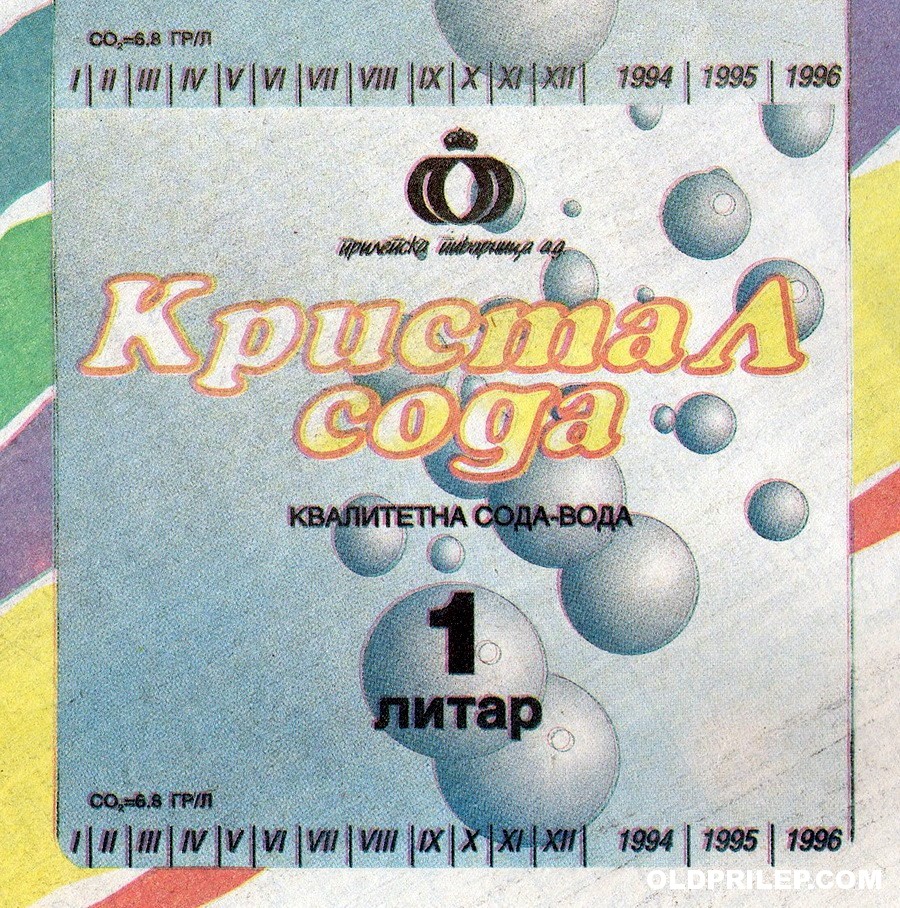 CO₂=6.8 ГР/Л
I II III IV V VI VII VIII IX X XI XII 1994 1995 1996
прилепска пиварница а.д.
Кристал
сода
КВАЛИТЕТНА СОДА-ВОДА
1
литар
CO₂=6.8 ГР/Л
I II III IV V VI VII VIII IX X XI XII 1994 1995 1996
OLDPRILEP.COM